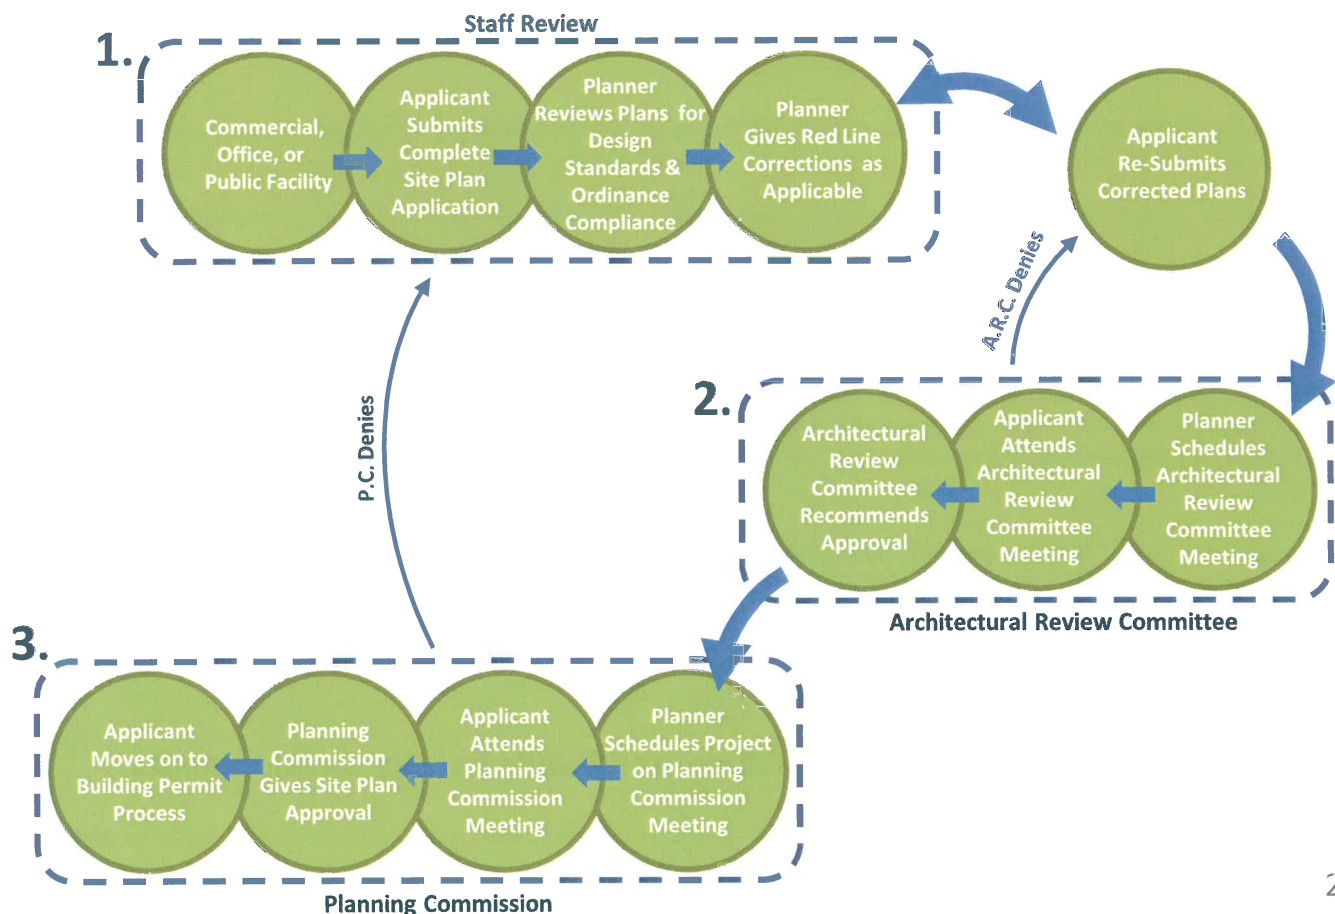 Staff Review
1.
Commercial,
Office, or
Public Facility
Applicant
Submits
Complete
Site Plan
Application
Planner
Reviews Plans for
Design
Standards &
Ordinance
Compliance
Planner
Gives Red Line
Corrections as
Applicable
Applicant
Re-Submits
Corrected Plans
A.R.C. Denies
P.C. Denies
2.
Architectural
Review
Committee
Recommends
Approval
Applicant
Attends
Architectural
Review
Committee
Meeting
Planner
Schedules
Architectural
Review
Committee
Meeting
Architectural Review Committee
3.
Applicant
Moves on to
Building Permit
Process
Planning
Commission
Gives Site Plan
Approval
Applicant
Attends
Planning
Commission
Meeting
Planner
Schedules Project
on Planning
Commission
Meeting
Planning Commission
2